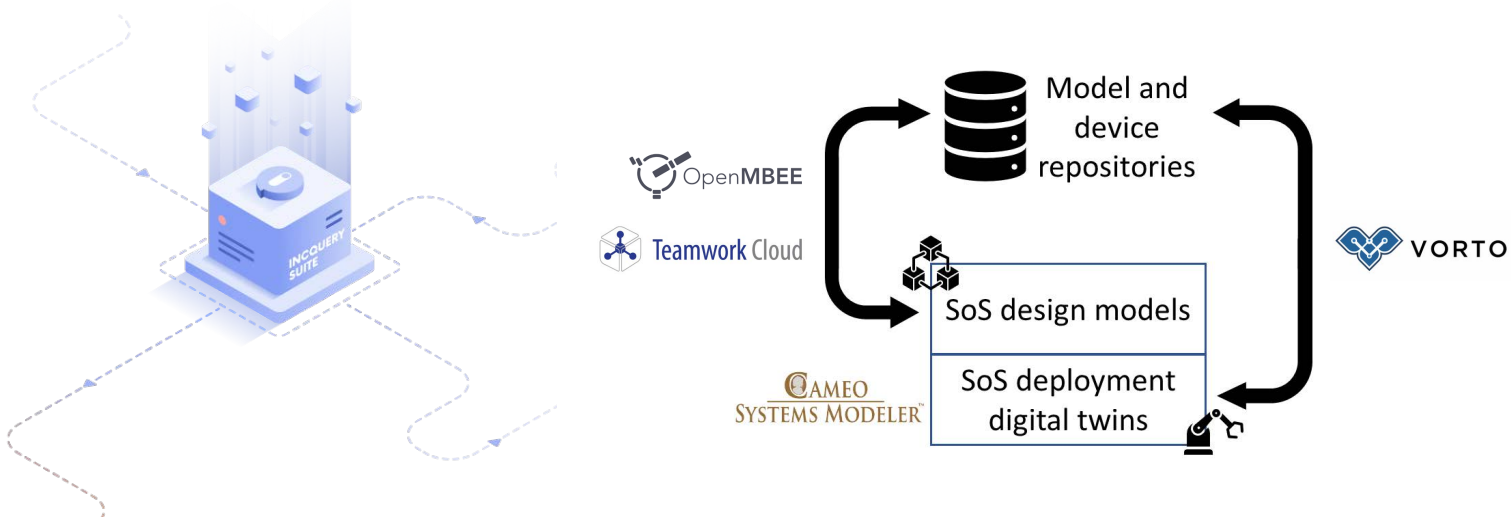 INCQUERY
SUITE
OpenMBEE
Teamwork Cloud
Model and
device
repositories
VORTO
SoS design models
CAMEO
SYSTEMS MODELER™
SoS deployment
digital twins